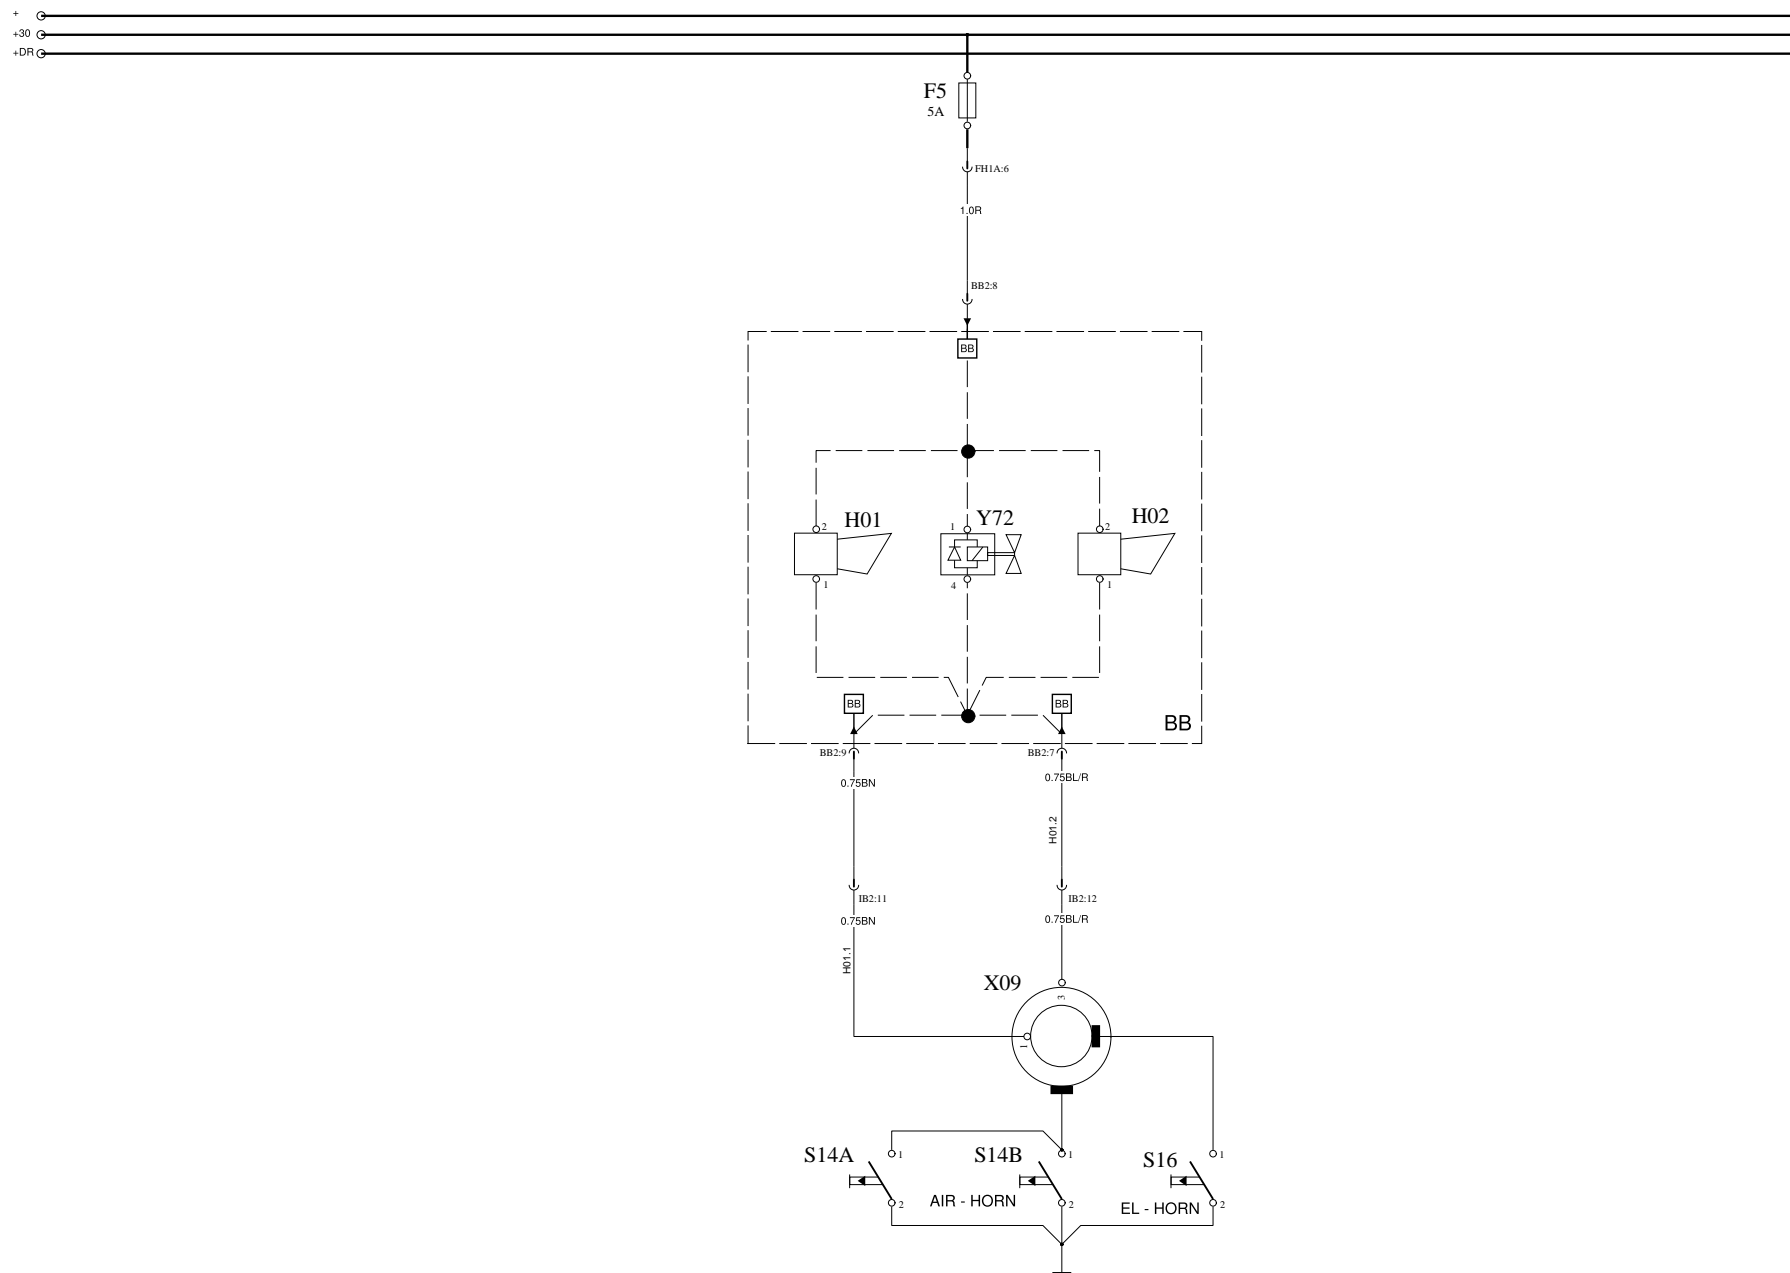 +
+30
+DR
F5
5A
FH1A:6
1.0R
BB2:8
BB
H01
Y72
H02
2
1
2
1
4
1
BB
BB
BB
BB2:9
BB2:7
0.75BN
0.75BL/R
H01.2
IB2:11
IB2:12
0.75BN
0.75BL/R
H01.1
X09
3
1
S14A
1
S14B
1
S16
1
2
AIR - HORN
2
EL - HORN
2